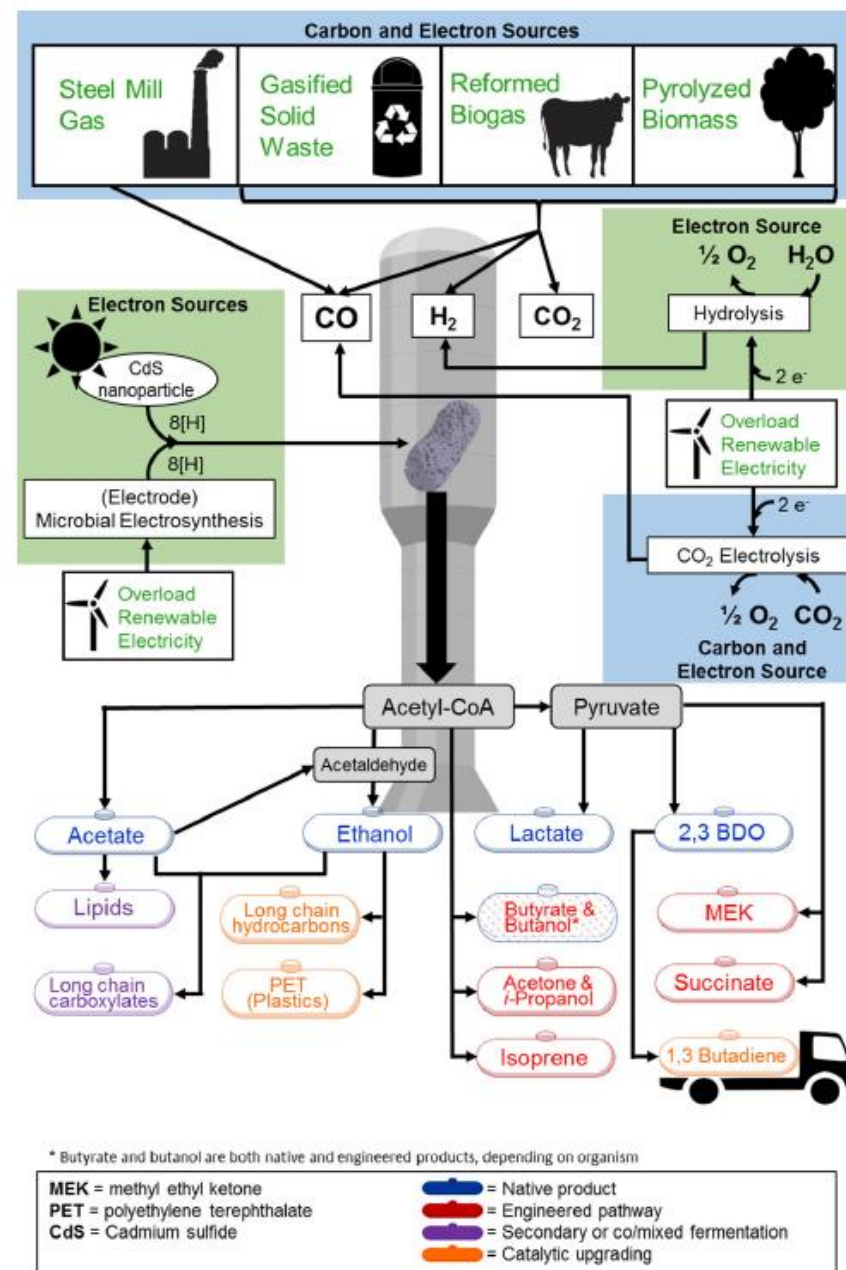 Carbon and Electron Sources
Steel Mill
Gas
Gasified
Solid
Waste
Reformed
Biogas
Pyrolyzed
Biomass
Electron Source
½ O₂
H₂O
Hydrolysis
2 e⁻
Overload
Renewable
Electricity
2 e⁻
CO₂ Electrolysis
½ O₂
CO₂
Carbon and
Electron Source
CO
H₂
CO₂
Electron Sources
CdS
nanoparticle
8[H]
8[H]
(Electrode)
Microbial Electrosynthesis
Overload
Renewable
Electricity
Acetyl-CoA
Pyruvate
Acetaldehyde
Acetate
Ethanol
Lactate
2,3 BDO
Lipids
Long chain
hydrocarbons
Butyrate &
Butanol*
MEK
Long chain
carboxylates
PET
(Plastics)
Acetone &
i-Propanol
Succinate
Isoprene
1,3 Butadiene
* Butyrate and butanol are both native and engineered products, depending on organism
MEK = methyl ethyl ketone
PET = polyethylene terephthalate
CdS = Cadmium sulfide
= Native product
= Engineered pathway
= Secondary or co/mixed fermentation
= Catalytic upgrading